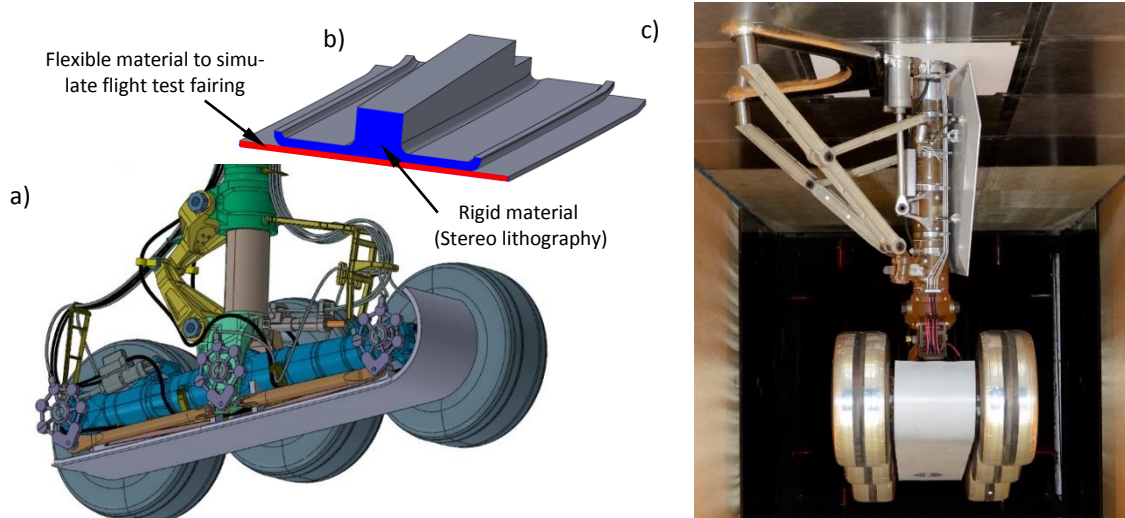 a)
b)
c)
Flexible material to simu-
late flight test fairing
Rigid material
(Stereo lithography)